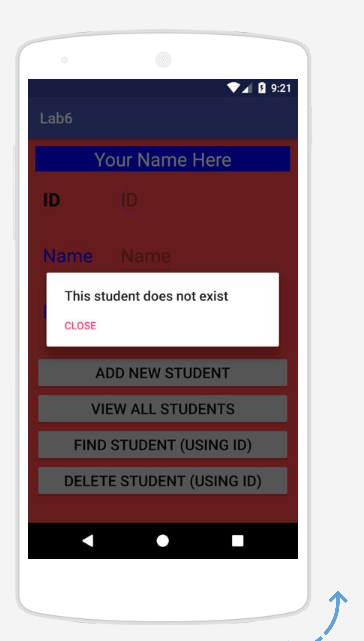 9:21
Lab6
Your Name Here
ID ID
Name Name
This student does not exist
CLOSE
ADD NEW STUDENT
VIEW ALL STUDENTS
FIND STUDENT (USING ID)
DELETE STUDENT (USING ID)